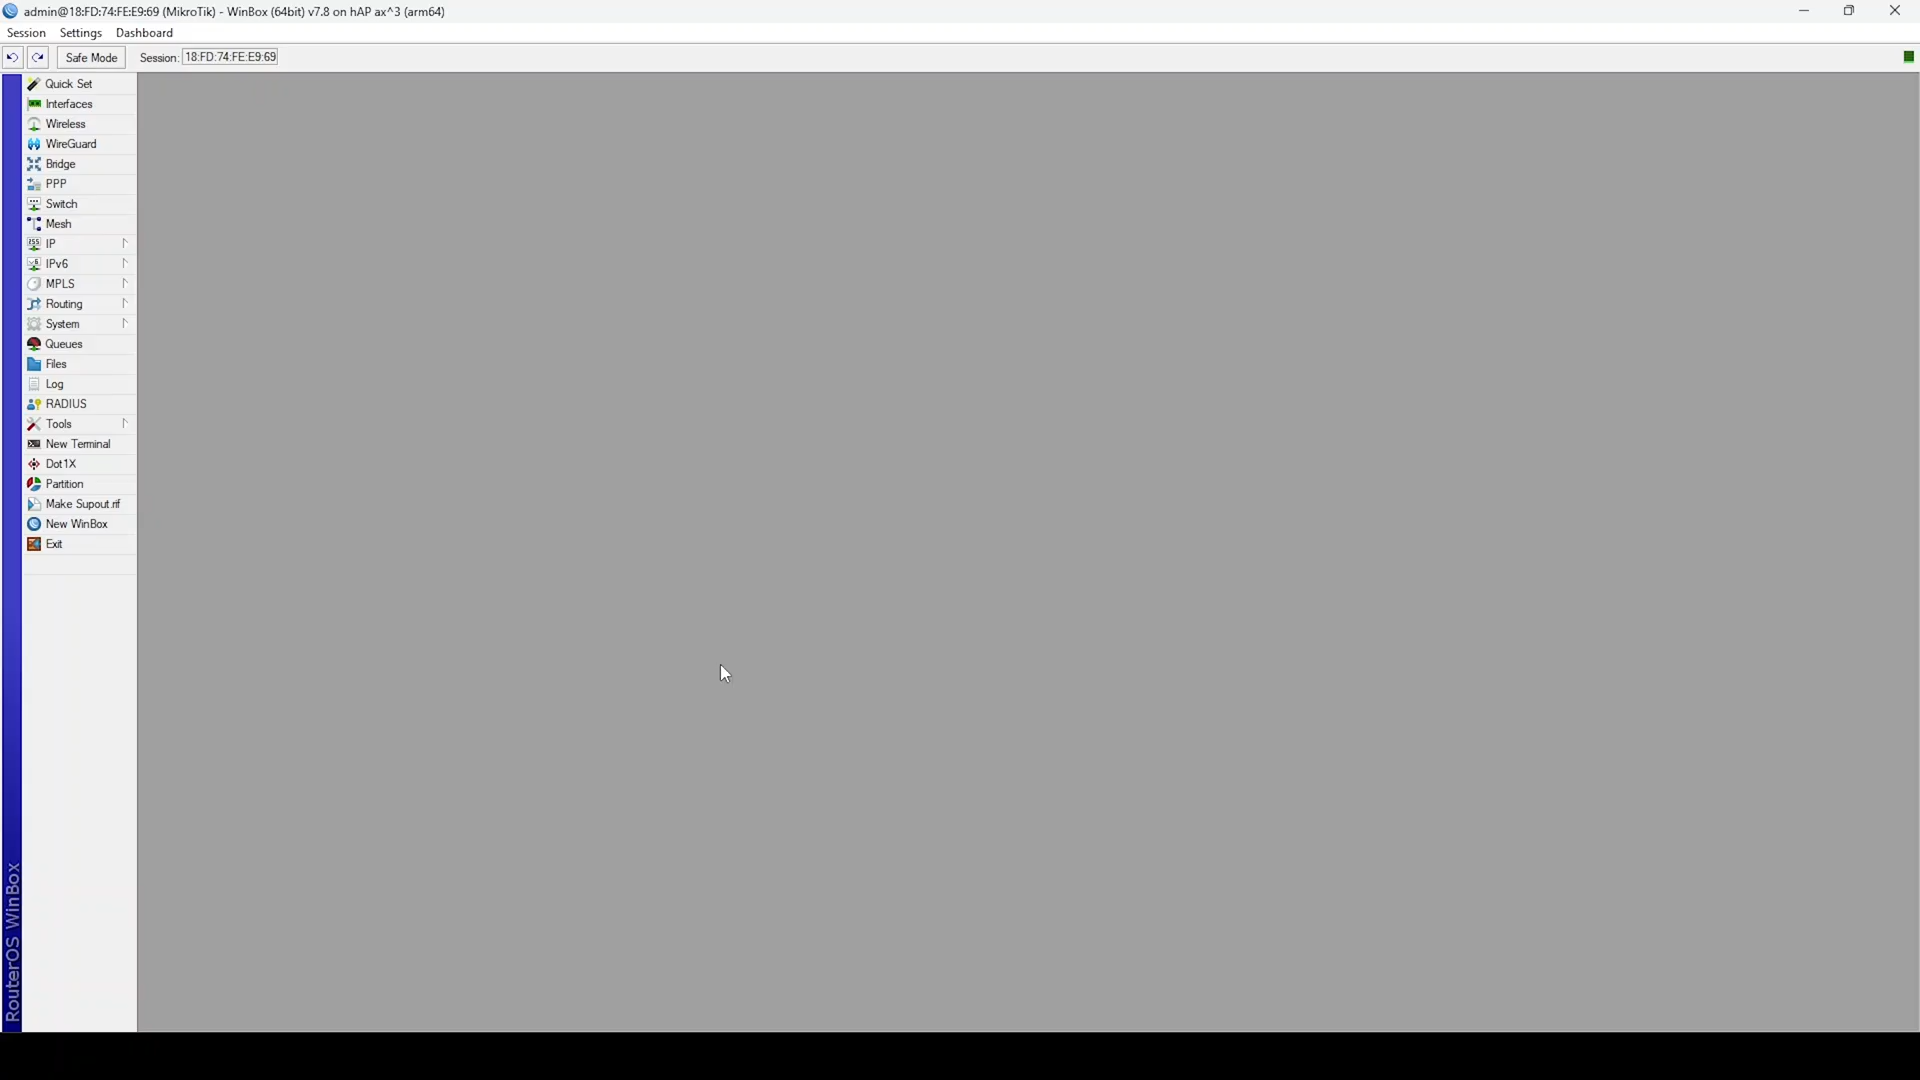 admin@18:FD:74:FE:E9:69 (MikroTik) - WinBox (64bit) v7.8 on hAP ax^3 (arm64)
Session Settings Dashboard
Safe Mode Session: 18:FD:74:FE:E9:69
Quick Set
Interfaces
Wireless
WireGuard
Bridge
PPP
Switch
Mesh
IP
IPv6
MPLS
Routing
System
Queues
Files
Log
RADIUS
Tools
New Terminal
Dot1X
Partition
Make Supout.rif
New WinBox
Exit
RouterOS WinBox